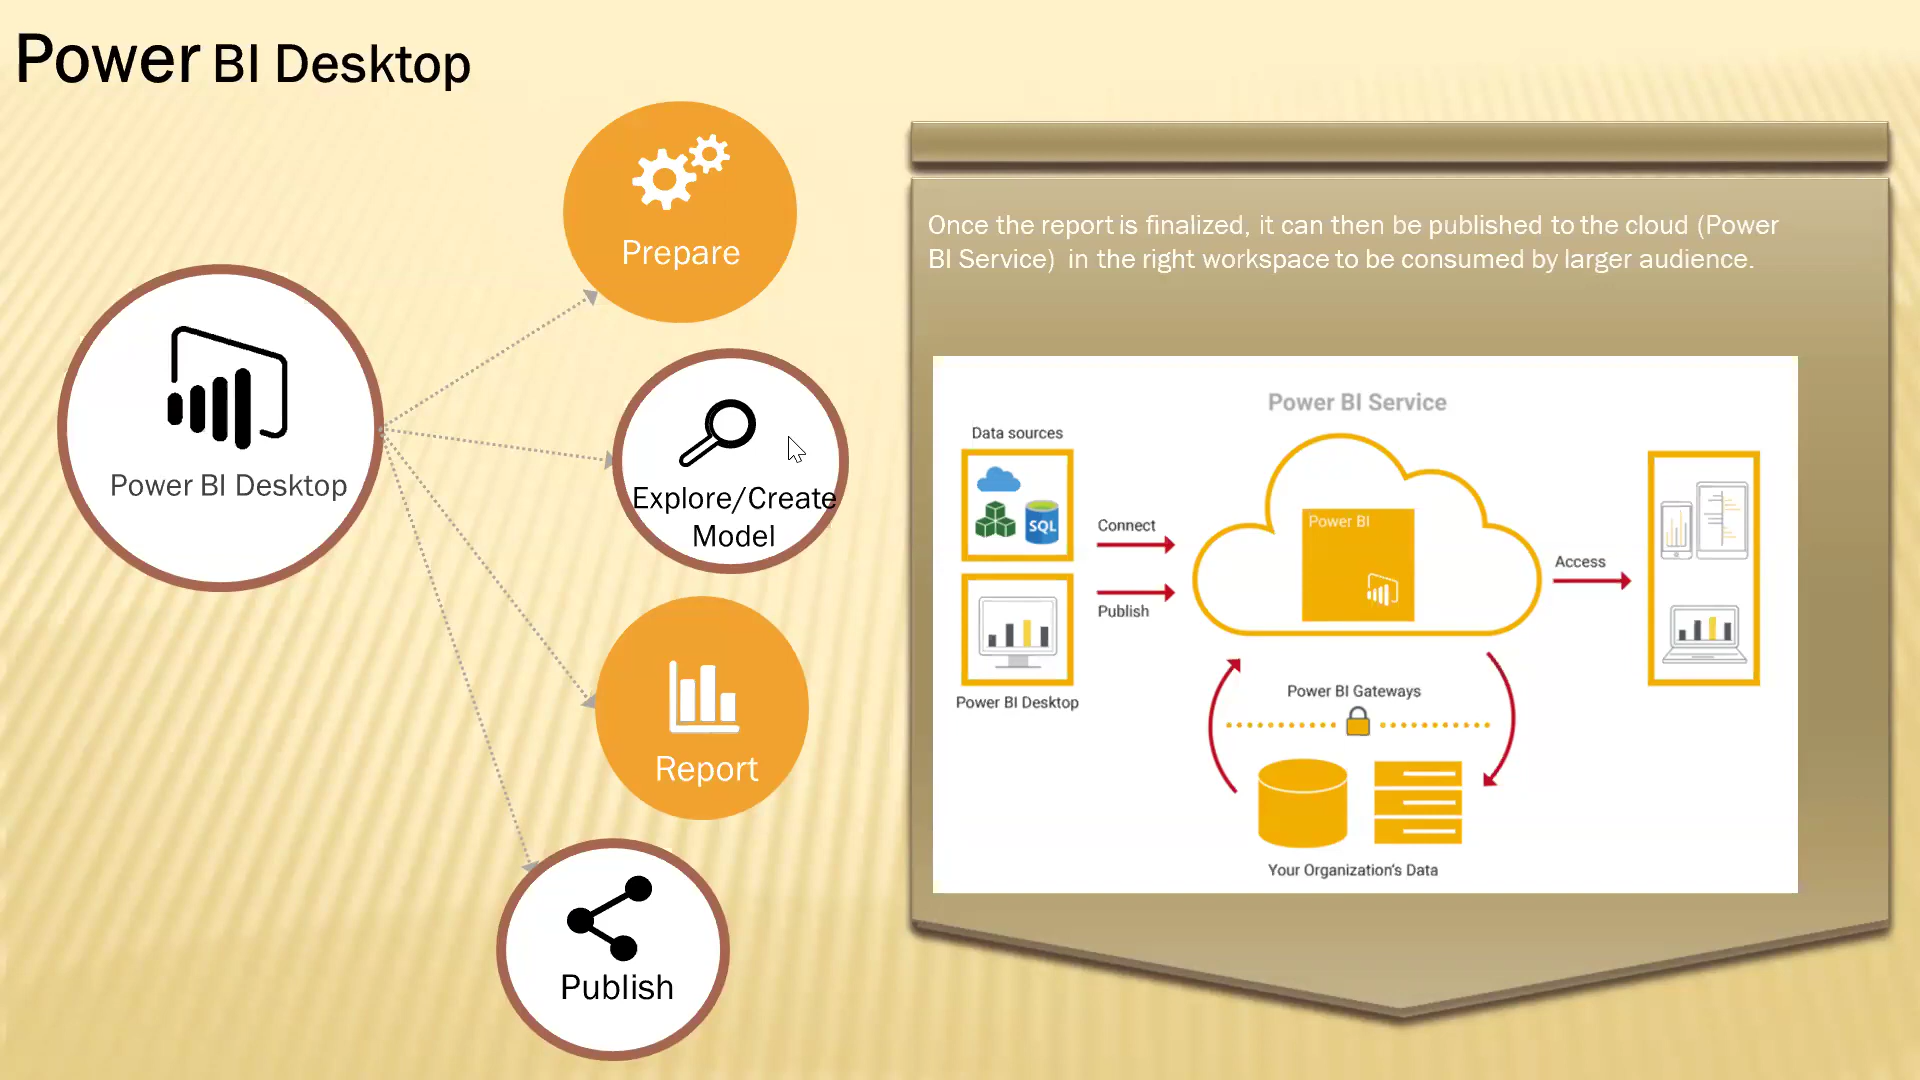 Power BI Desktop
Prepare
Power BI Desktop
Explore/Create
Model
Report
Publish
Once the report is finalized, it can then be published to the cloud (Power
BI Service)  in the right workspace to be consumed by larger audience.
Power BI Service
Data sources
SQL
Connect
Publish
Power BI Desktop
Power BI
Access
Power BI Gateways
Your Organization's Data